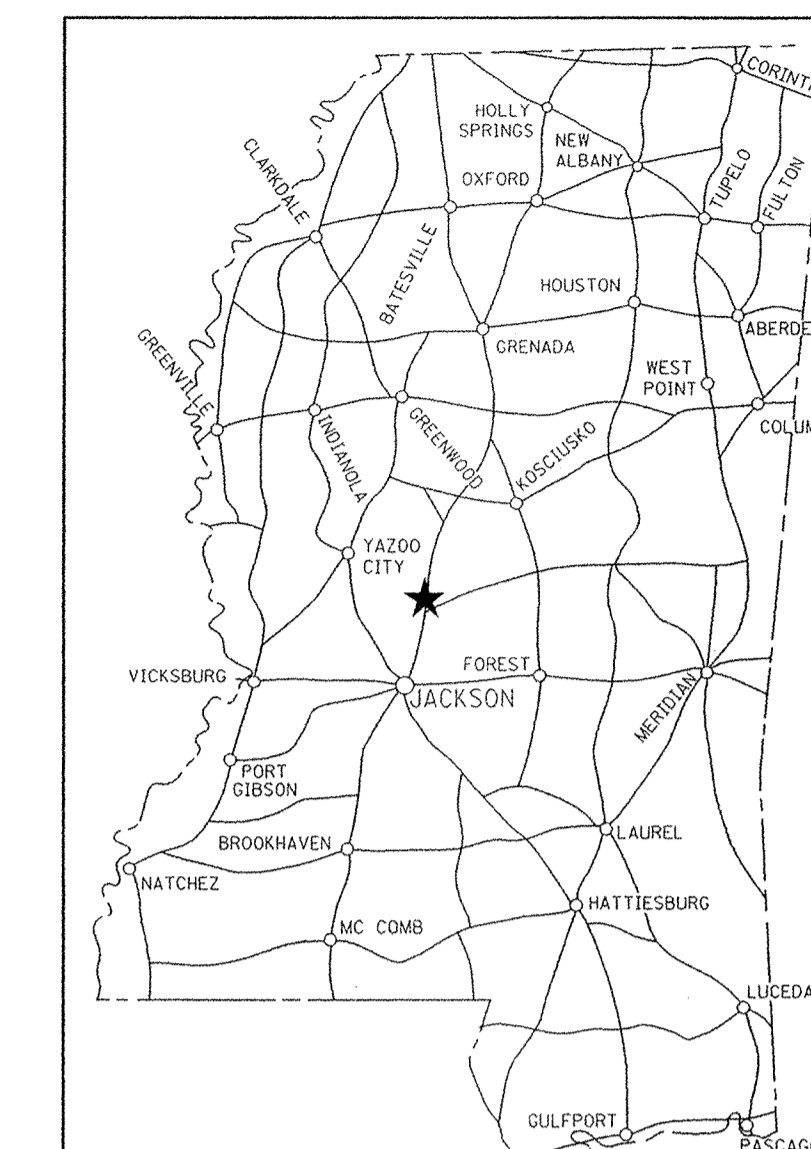 CORINT
HOLLY
SPRINGS
NEW
ALBANY
CLARKDALE
OXFORD
TUPELO
FULTON
BATESVILLE
HOUSTON
ABERDE
GREENVILLE
GRENADA
WEST
POINT
COLUM
INDIANOLA
GREENWOOD
KOSCIUSKO
YAZOO
CITY
VICKSBURG
FOREST
JACKSON
MERIDIAN
PORT
GIBSON
BROOKHAVEN
LAUREL
NATCHEZ
HATTIESBURG
MC COMB
LUCEDA
GULFPORT
PASCAG